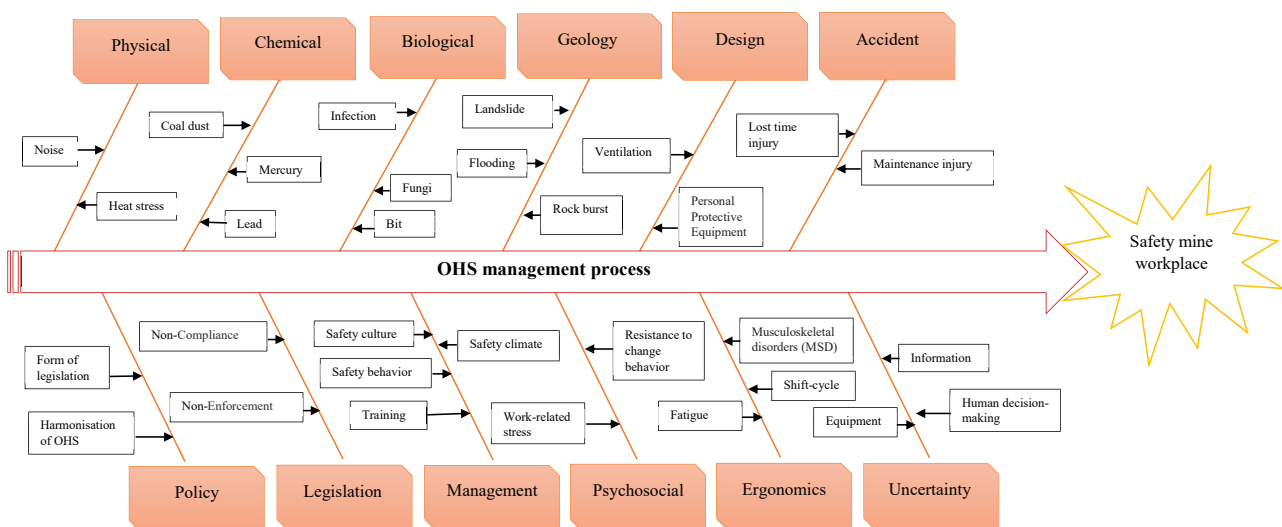 Physical
Chemical
Biological
Geology
Design
Accident
Noise
Heat stress
Coal dust
Mercury
Lead
Infection
Fungi
Bit
Landslide
Flooding
Rock burst
Ventilation
Personal
Protective
Equipment
Lost time
injury
Maintenance injury
OHS management process
Safety mine
workplace
Form of
legislation
Harmonisation
of OHS
Non-Compliance
Non-Enforcement
Safety culture
Safety climate
Safety behavior
Training
Resistance to
change
behavior
Work-related
stress
Musculoskeletal
disorders (MSD)
Shift-cycle
Fatigue
Information
Human decision-
making
Equipment
Policy
Legislation
Management
Psychosocial
Ergonomics
Uncertainty